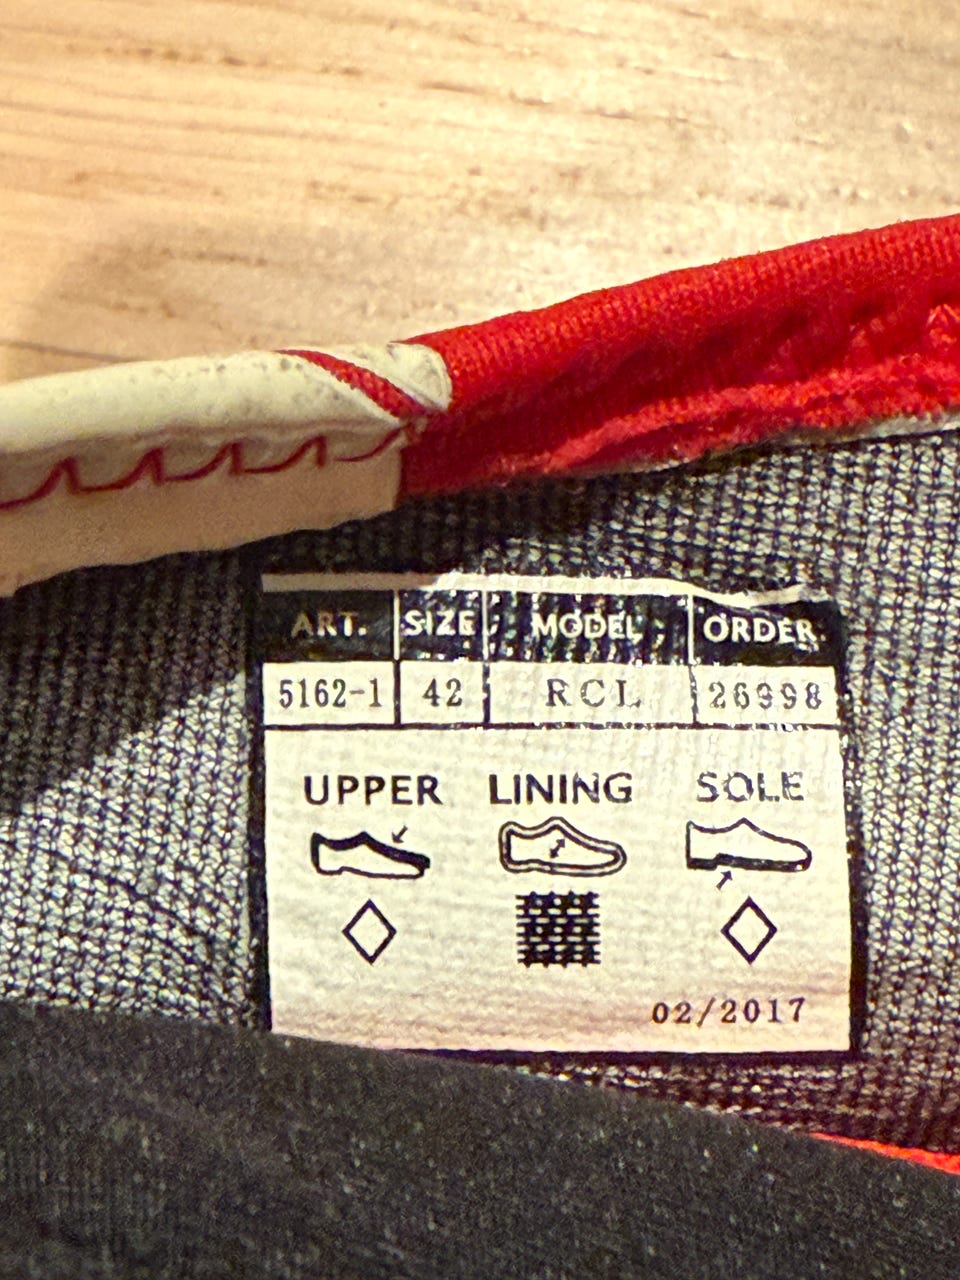 ART. SIZE MODEL ORDER
5162-1 42 RCL 26998
UPPER LINING SOLE
02/2017